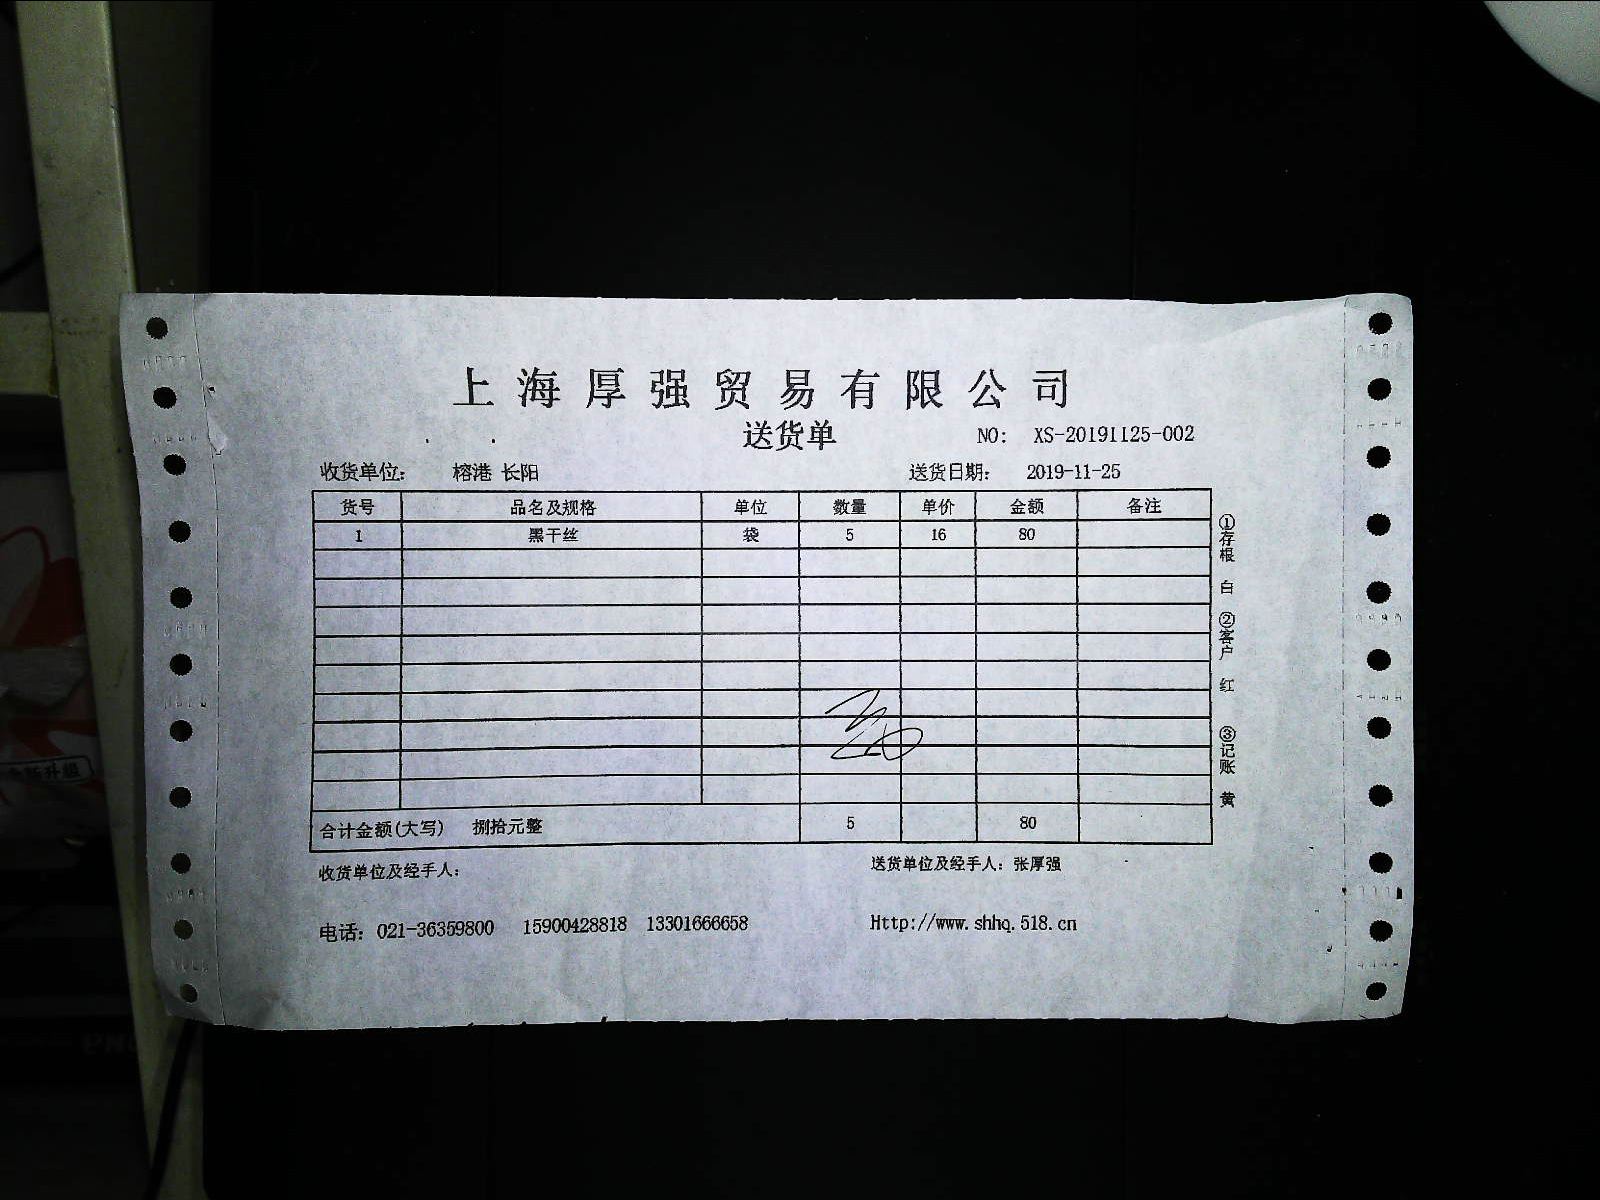 上海厚强贸易有限公司
送货单
NO: XS-20191125-002
收货单位: 榕港 长阳 送货日期: 2019-11-25
货号 品名及规格 单位 数量 单价 金额 备注
1 黑干丝 袋 5 16 80
合计金额(大写) 捌拾元整 5 80
收货单位及经手人: 送货单位及经手人: 张厚强
电话: 021-36359800 15900428818 13301666658 Http://www.shhq.518.cn
①存根 白 ②客户 红 ③记账 黄